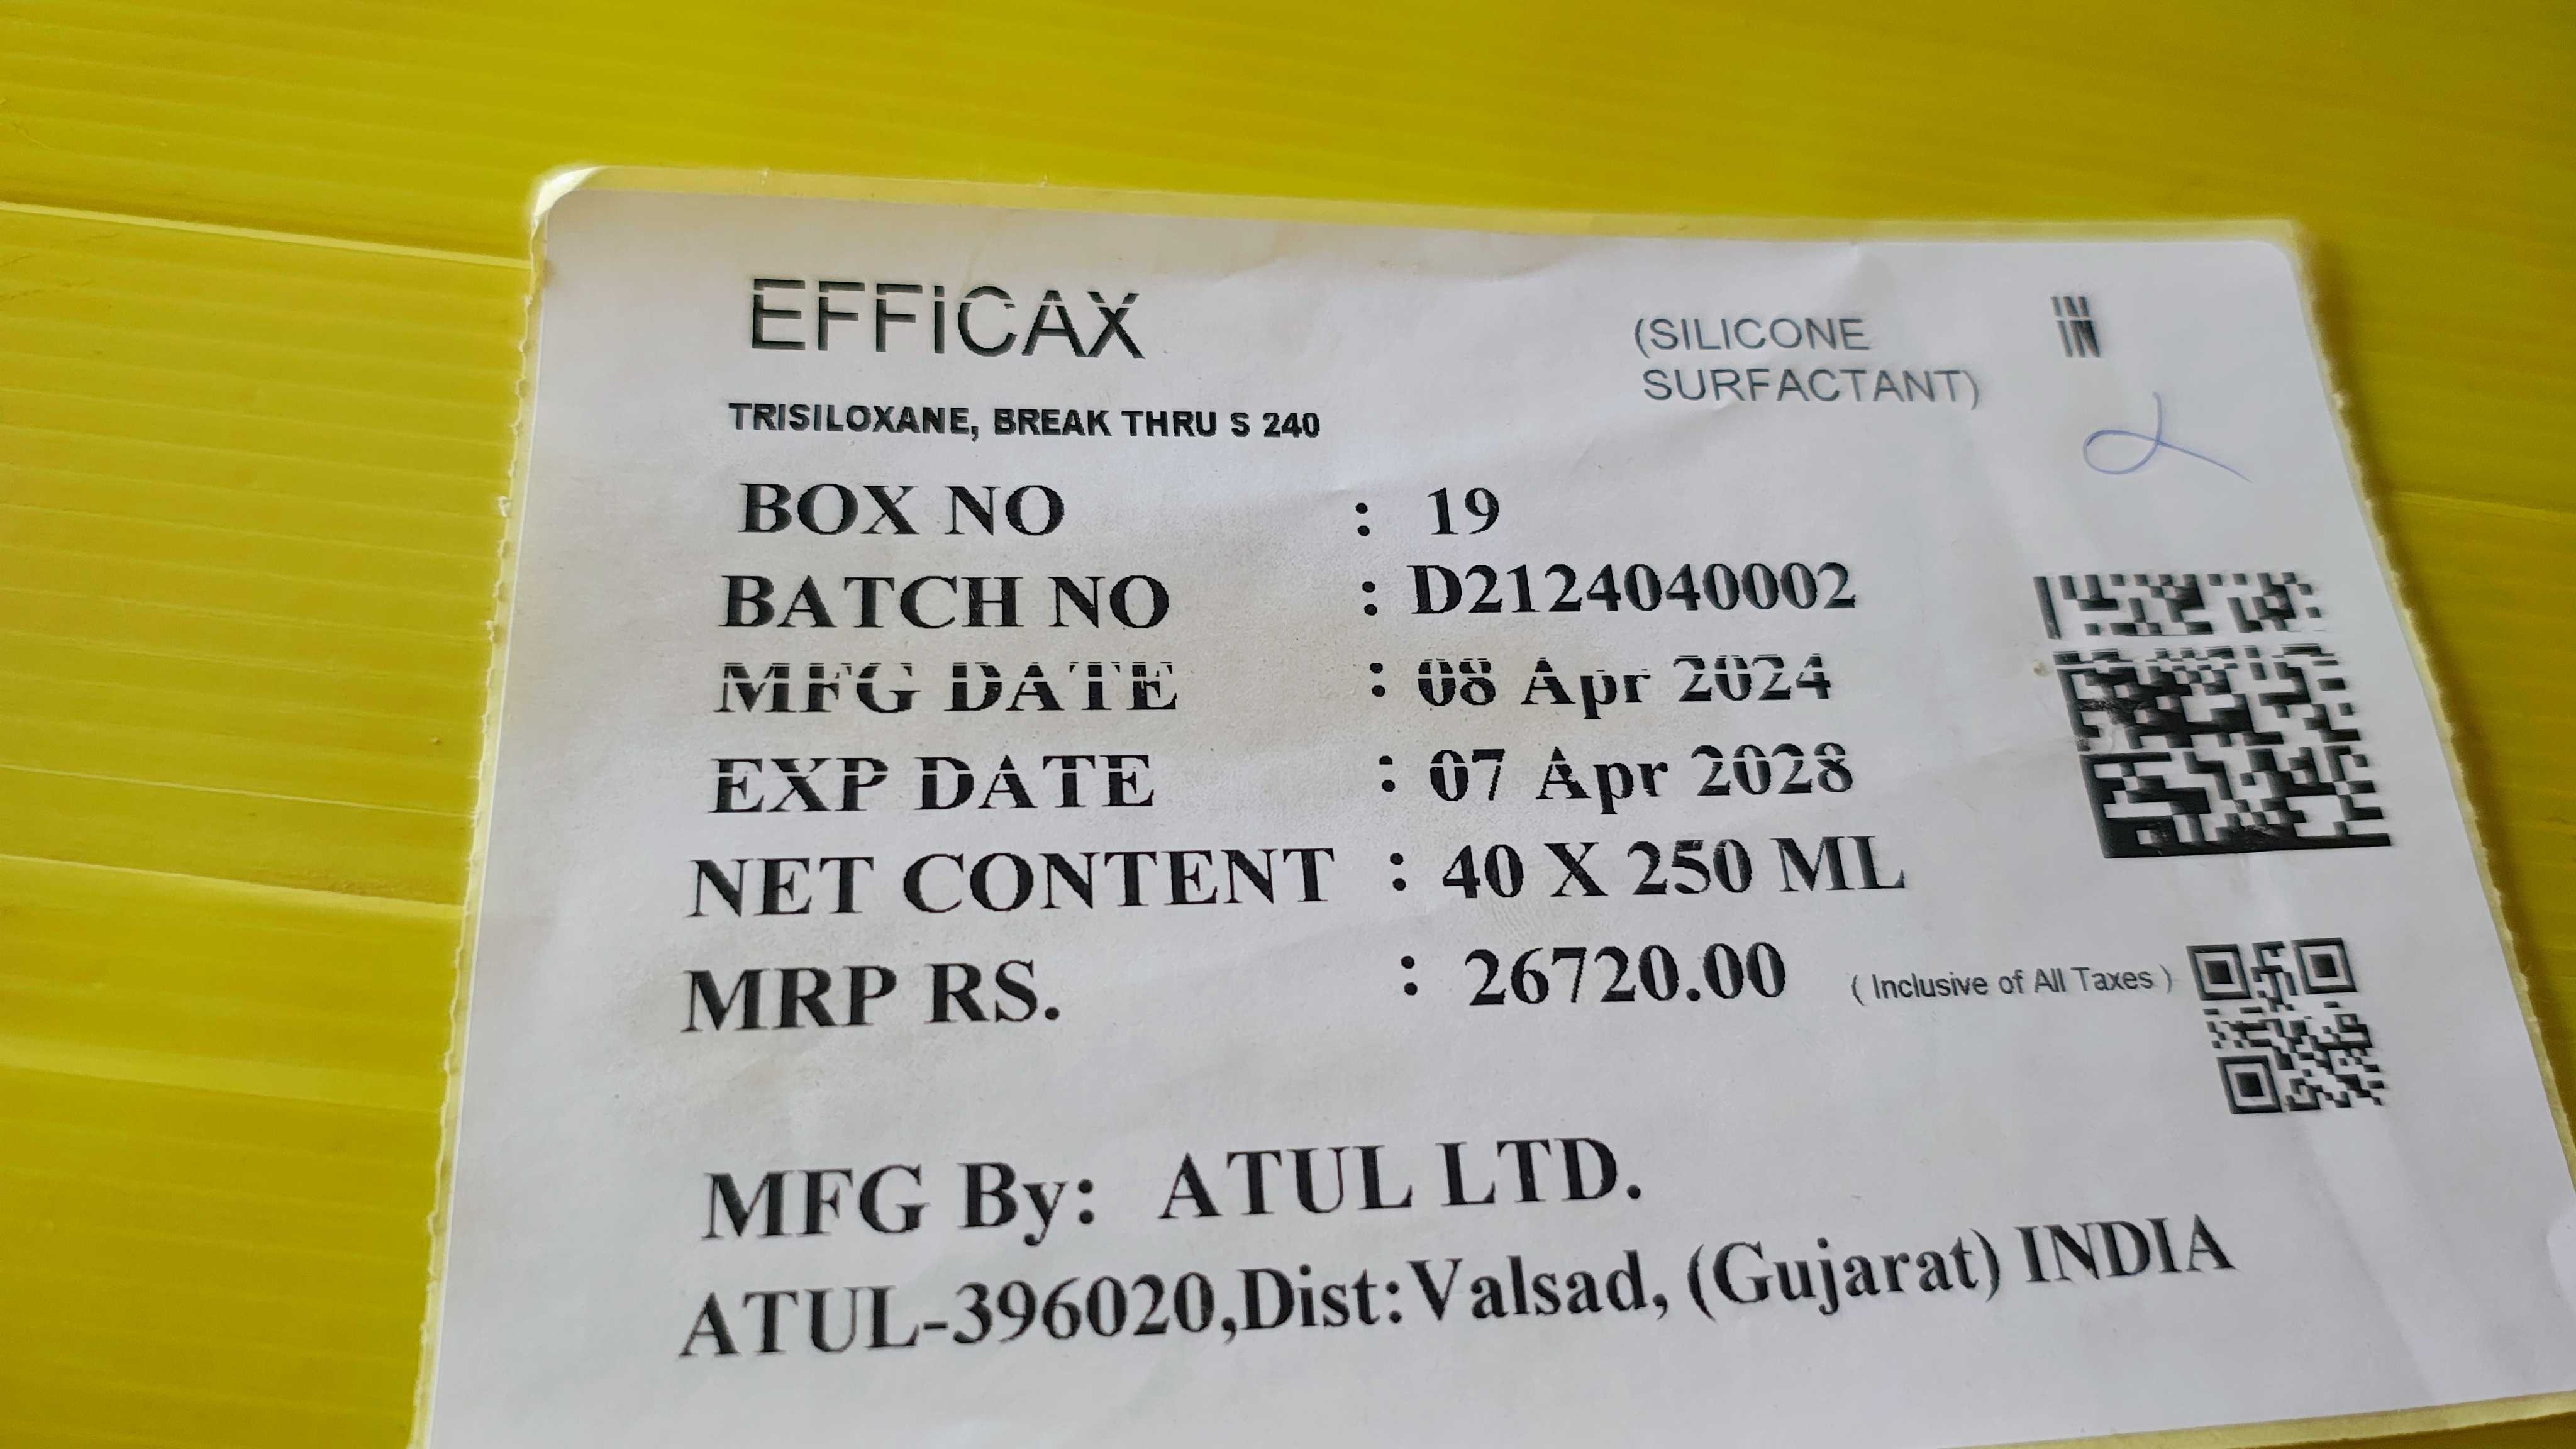 EFFiCAX
(SILICONE
SURFACTANT)
IN
TRISILOXANE, BREAK THRU S 240
BOX NO : 19
BATCH NO : D2124040002
MFG DATE : 08 Apr 2024
EXP DATE : 07 Apr 2028
NET CONTENT : 40 X 250 ML
MRP RS. : 26720.00 ( Inclusive of All Taxes )
MFG By: ATUL LTD.
ATUL-396020,Dist:Valsad, (Gujarat) INDIA